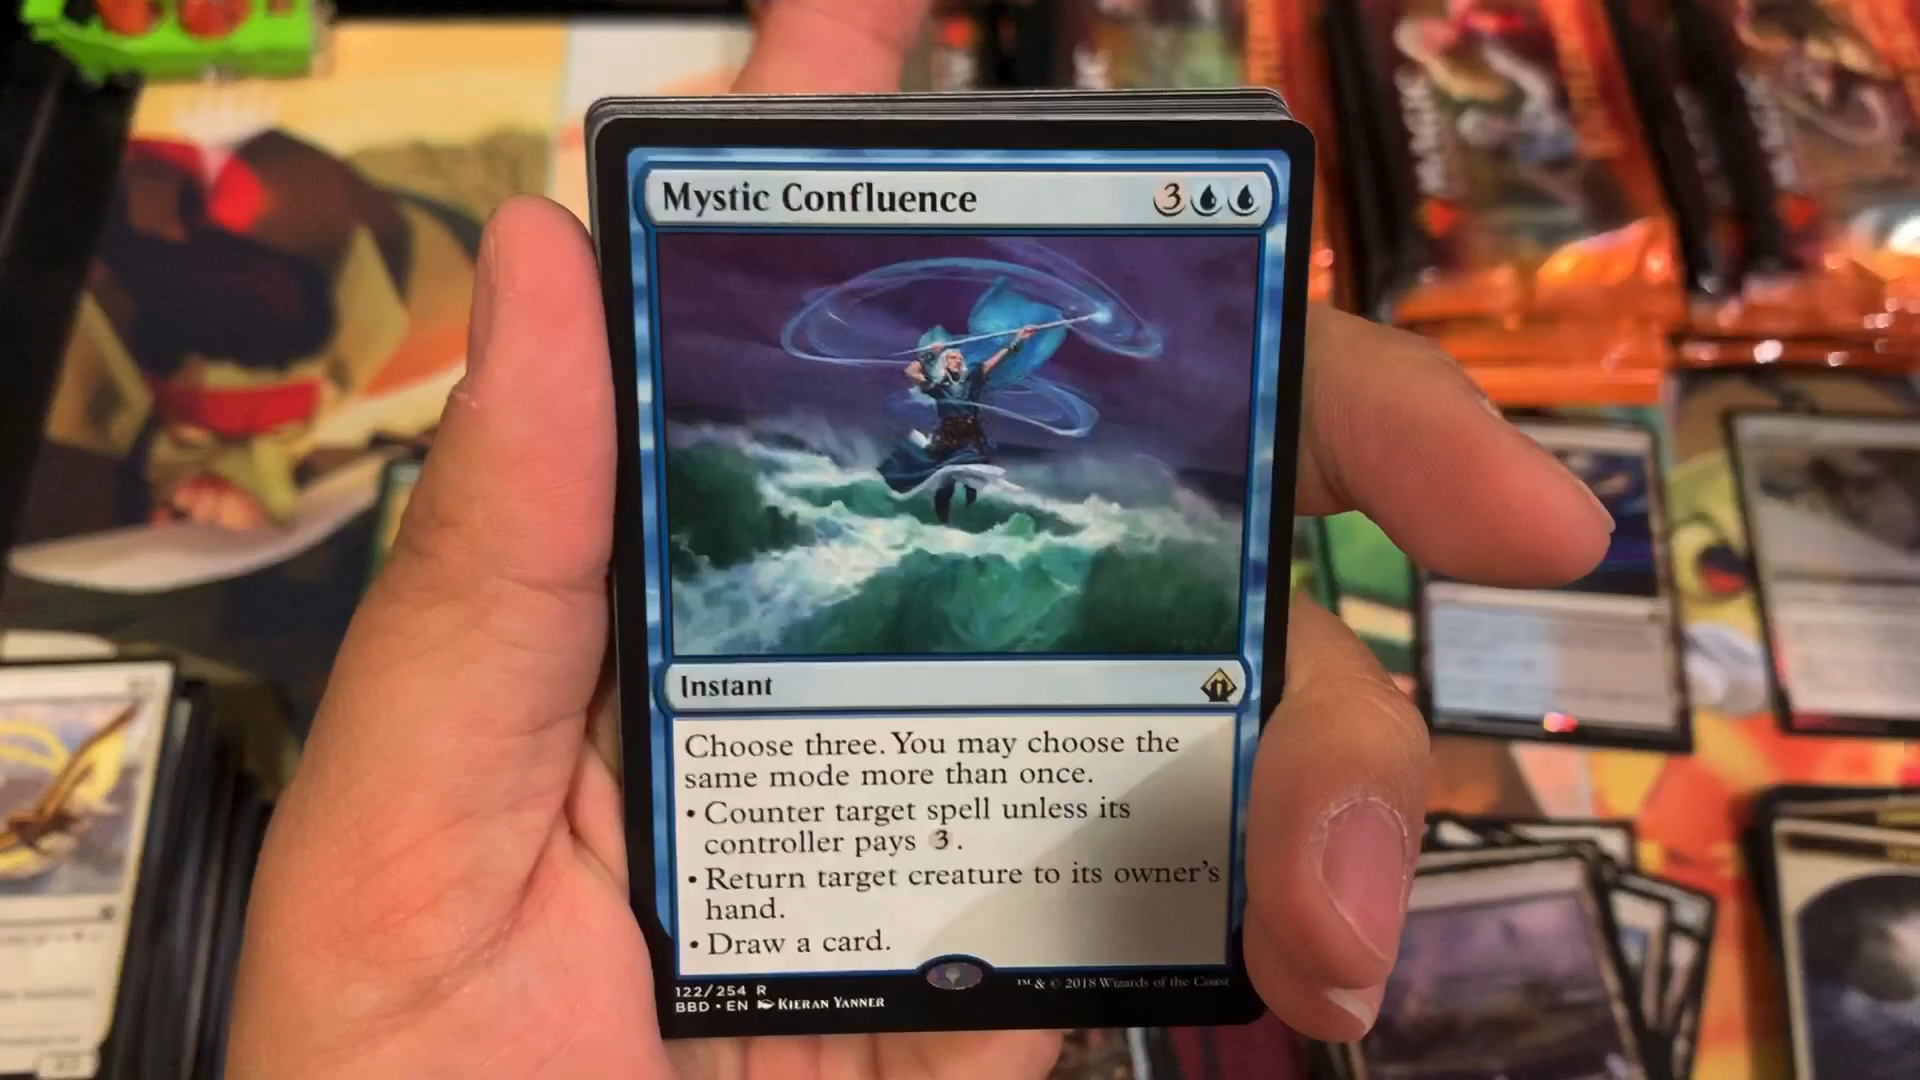 Mystic Confluence 3
Instant
Choose three. You may choose the
same mode more than once.
• Counter target spell unless its
controller pays 3.
• Return target creature to its owner's
hand.
• Draw a card.
122/254 R
BBD • EN KIERAN YANNER
™ & © 2018 Wizards of the Coast